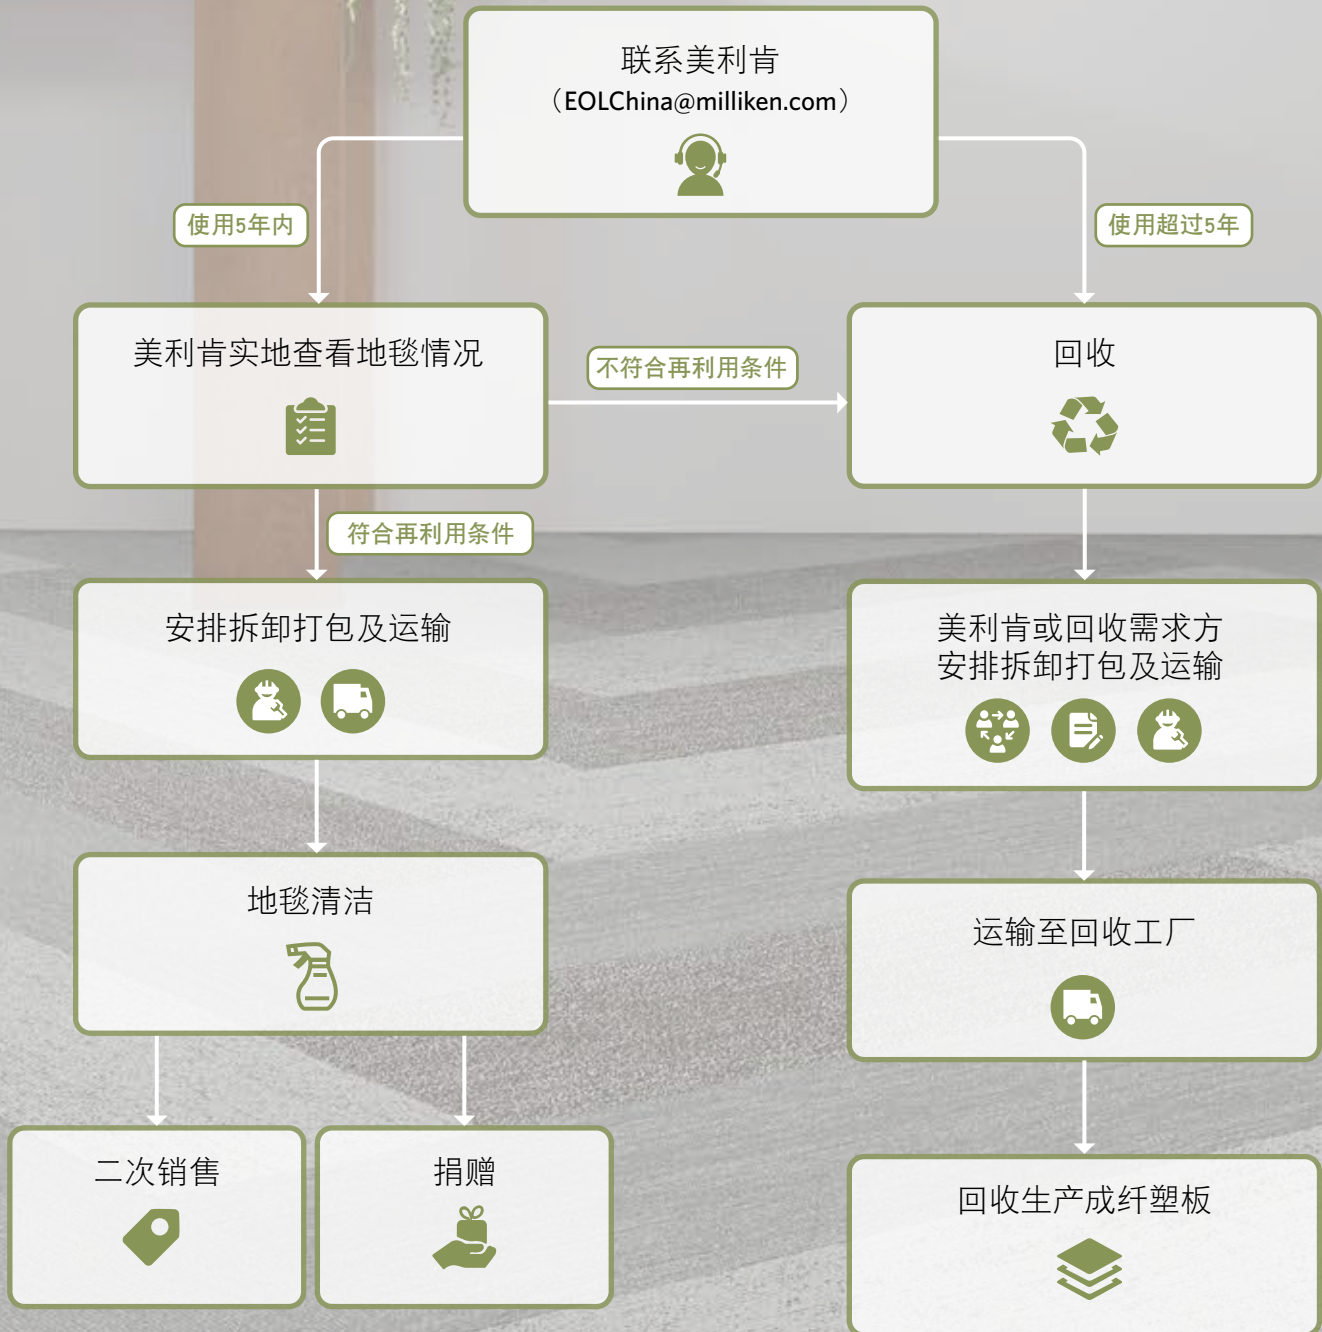 联系美利肯
（EOLChina@milliken.com）
使用5年内
使用超过5年
美利肯实地查看地毯情况
不符合再利用条件
回收
符合再利用条件
安排拆卸打包及运输
美利肯或回收需求方
安排拆卸打包及运输
地毯清洁
运输至回收工厂
二次销售
捐赠
回收生产成纤塑板